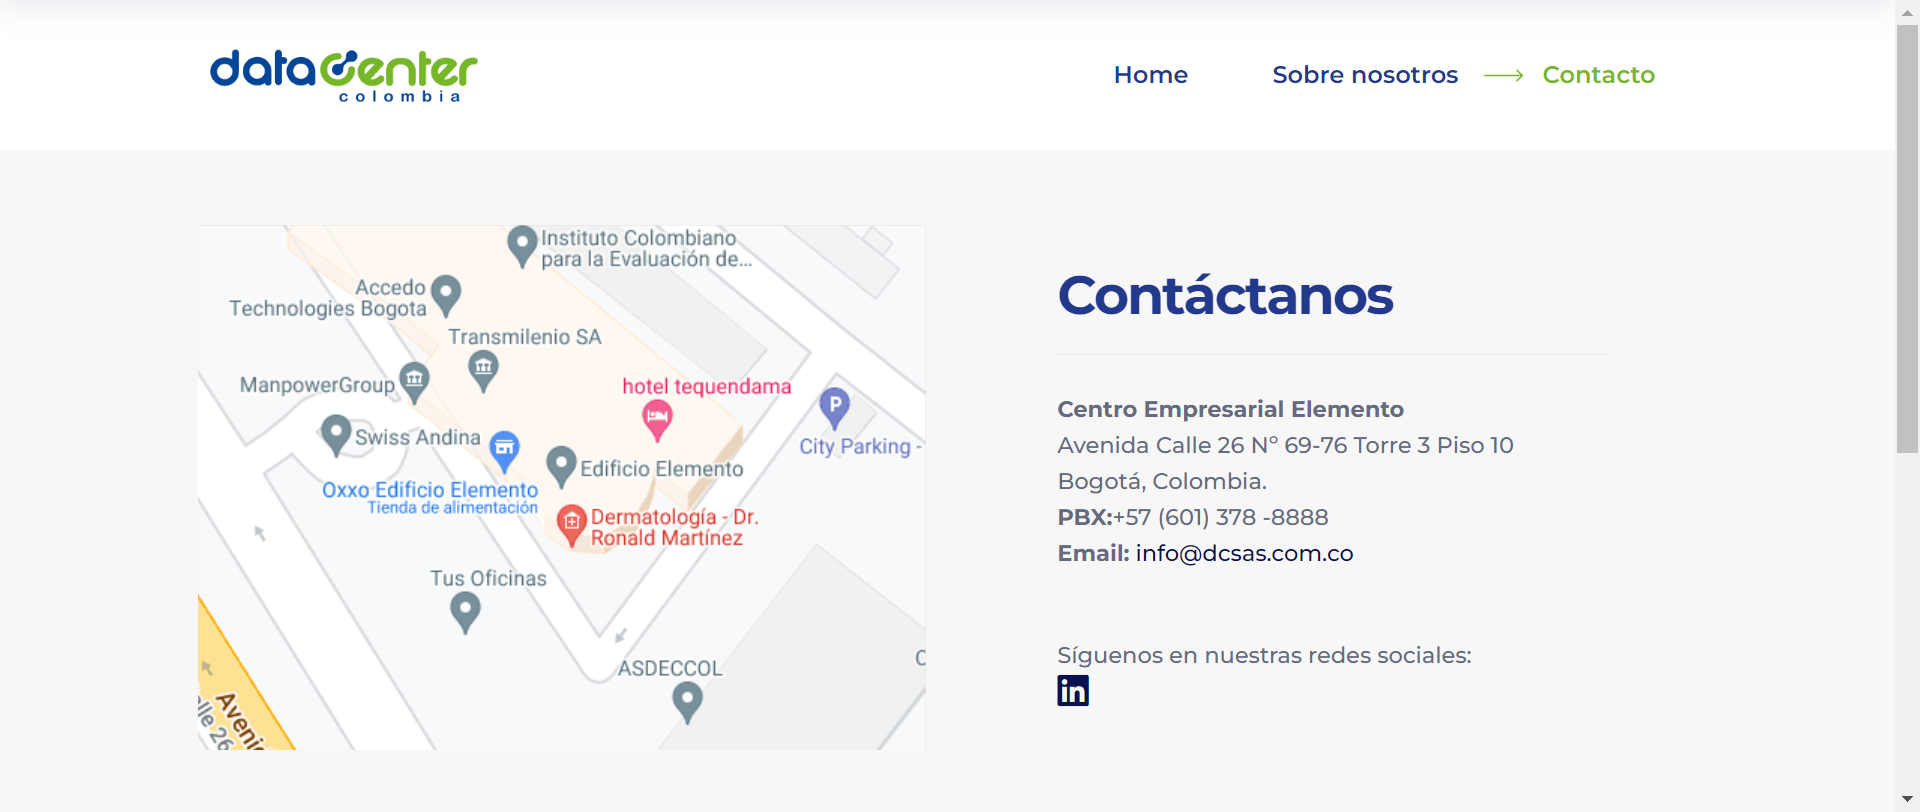 dataCenter
colombia
Home
Sobre nosotros
Contacto
Instituto Colombiano
para la Evaluación de...
Accedo
Technologies Bogota
Transmilenio SA
ManpowerGroup
hotel tequendama
P
City Parking -
Swiss Andina
Edificio Elemento
Oxxo Edificio Elemento
Tienda de alimentación
Dermatología - Dr.
Ronald Martínez
Tus Oficinas
ASDECCOL
Contáctanos
Centro Empresarial Elemento
Avenida Calle 26 Nº 69-76 Torre 3 Piso 10
Bogotá, Colombia.
PBX:+57 (601) 378 -8888
Email: info@dcsas.com.co
Síguenos en nuestras redes sociales:
in